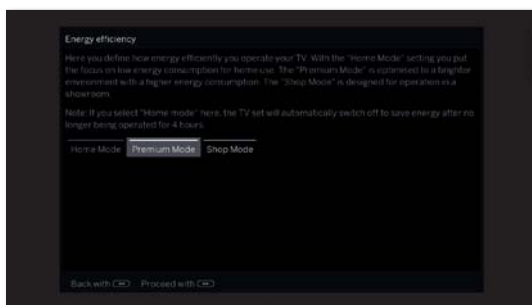 Energy efficiency
Here you define how energy efficiently you operate your TV. With the "Home Mode" setting you put
the focus on low energy consumption for home use. The "Premium Mode" is optimised to a brighter
environment with a higher energy consumption. The "Shop Mode" is designed for operation in a
showroom.
Note: If you select "Home mode" here, the TV set will automatically switch off to save energy after no
longer being operated for 4 hours.
Home Mode Premium Mode Shop Mode
Back with Proceed with